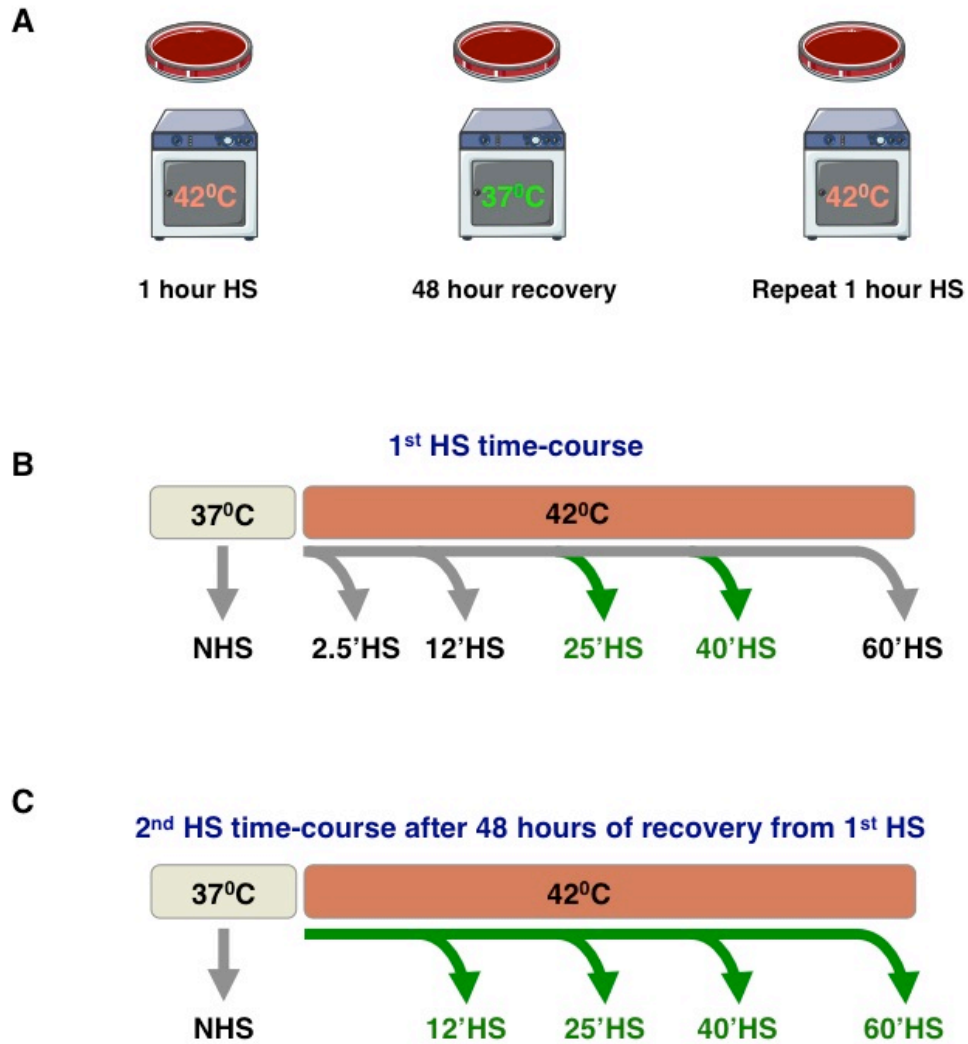 A
42⁰C
37⁰C
42⁰C
1 hour HS
48 hour recovery
Repeat 1 hour HS
B
1ˢᵗ HS time-course
37⁰C
42⁰C
NHS
2.5’HS
12’HS
25’HS
40’HS
60’HS
C
2ⁿᵈ HS time-course after 48 hours of recovery from 1ˢᵗ HS
37⁰C
42⁰C
NHS
12’HS
25’HS
40’HS
60’HS